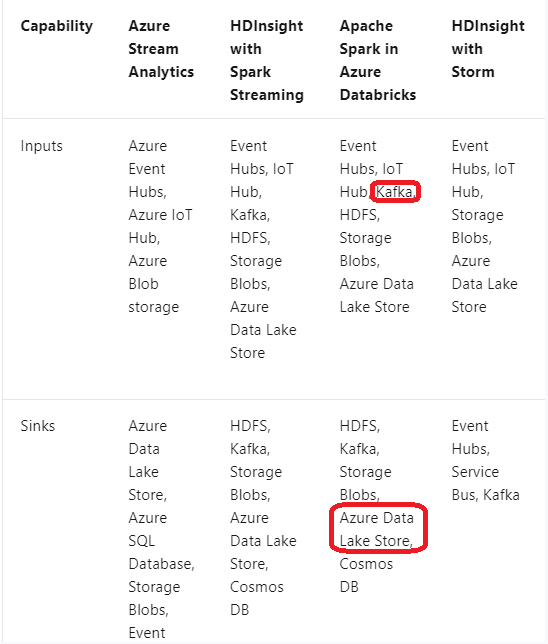 Capability
Azure
Stream
Analytics
HDInsight
with
Spark
Streaming
Apache
Spark in
Azure
Databricks
HDInsight
with
Storm
Inputs
Azure
Event
Hubs,
Azure IoT
Hub,
Azure
Blob
storage
Event
Hubs, IoT
Hub,
Kafka,
HDFS,
Storage
Blobs,
Azure
Data Lake
Store
Event
Hubs, IoT
Hub, Kafka,
HDFS,
Storage
Blobs,
Azure Data
Lake Store
Event
Hubs, IoT
Hub,
Storage
Blobs,
Azure
Data Lake
Store
Sinks
Azure
Data
Lake
Store,
Azure
SQL
Database,
Storage
Blobs,
Event
HDFS,
Kafka,
Storage
Blobs,
Azure
Data Lake
Store,
Cosmos
DB
HDFS,
Kafka,
Storage
Blobs,
Azure Data
Lake Store,
Cosmos
DB
Event
Hubs,
Service
Bus, Kafka